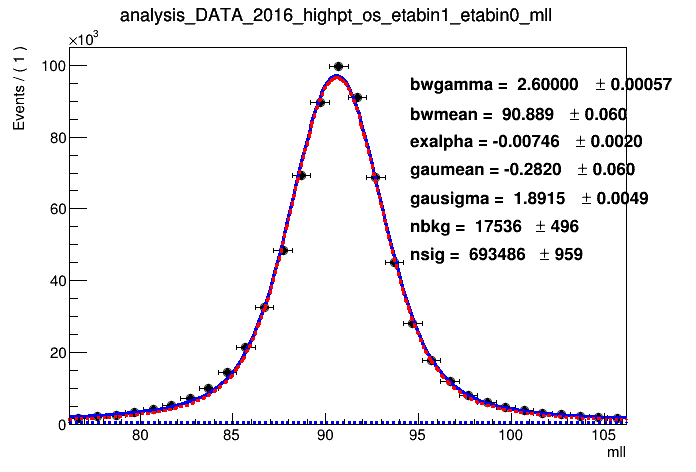 analysis_DATA_2016_highpt_os_etabin1_etabin0_mll
×10³
Events / ( 1 )
100
80
60
40
20
0
bwgamma = 2.60000 ± 0.00057
bwmean = 90.889 ± 0.060
exalpha = -0.00746 ± 0.0020
gaumean = -0.2820 ± 0.060
gausigma = 1.8915 ± 0.0049
nbkg = 17536 ± 496
nsig = 693486 ± 959
80 85 90 95 100 105
mll